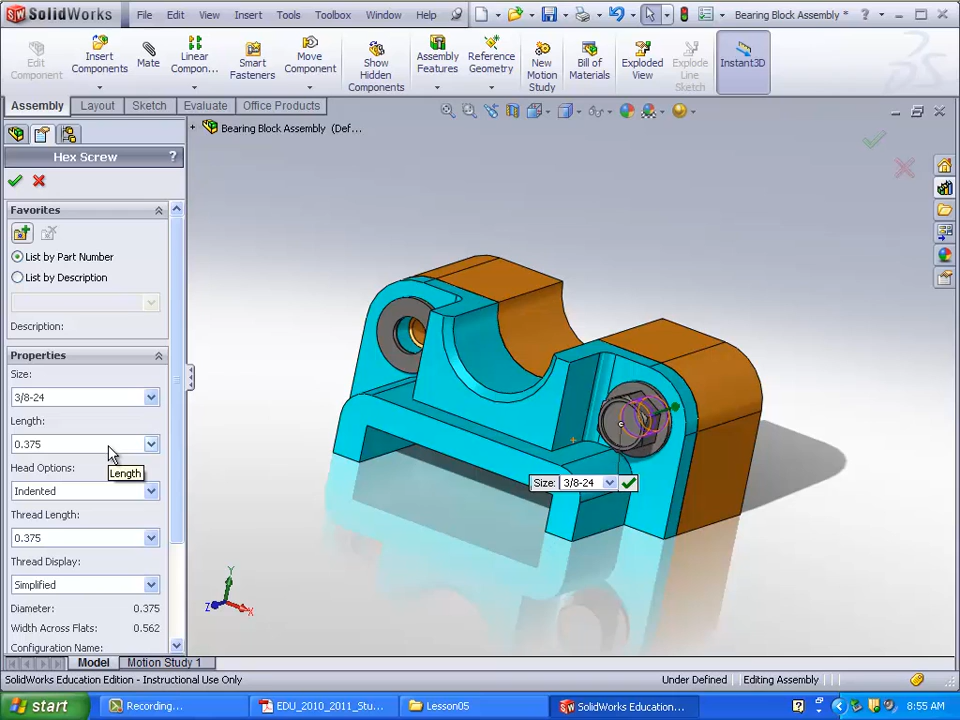 SolidWorks File Edit View Insert Tools Toolbox Window Help Bearing Block Assembly *
Edit Component
Insert Components
Mate
Linear Compon...
Smart Fasteners
Move Component
Show Hidden Components
Assembly Features
Reference Geometry
New Motion Study
Bill of Materials
Exploded View
Explode Line Sketch
Instant3D
Assembly Layout Sketch Evaluate Office Products
Bearing Block Assembly (Def...
Hex Screw ?
Favorites
List by Part Number
List by Description
Description:
Properties
Size:
3/8-24
Length:
0.375
Length
Head Options:
Indented
Size: 3/8-24
Thread Length:
0.375
Thread Display:
Simplified
Diameter: 0.375
Width Across Flats: 0.562
Configuration Name:
Y
Z X
Model Motion Study 1
SolidWorks Education Edition - Instructional Use Only Under Defined Editing Assembly
start Recording... EDU_2010_2011_Stu... Lesson05 SolidWorks Education... 8:55 AM